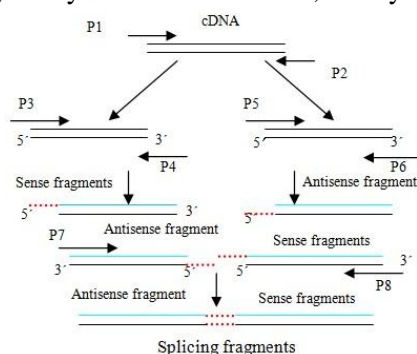 P1 cDNA
P2
P3 P5
5´ 3´ 5´ 3´
P4 P6
Sense fragments Antisense fragment
5´ 3´ 5´
P7 Antisense fragment Sense fragments
3´ 5´ 3´
P8
Antisense fragment Sense fragments
Splicing fragments